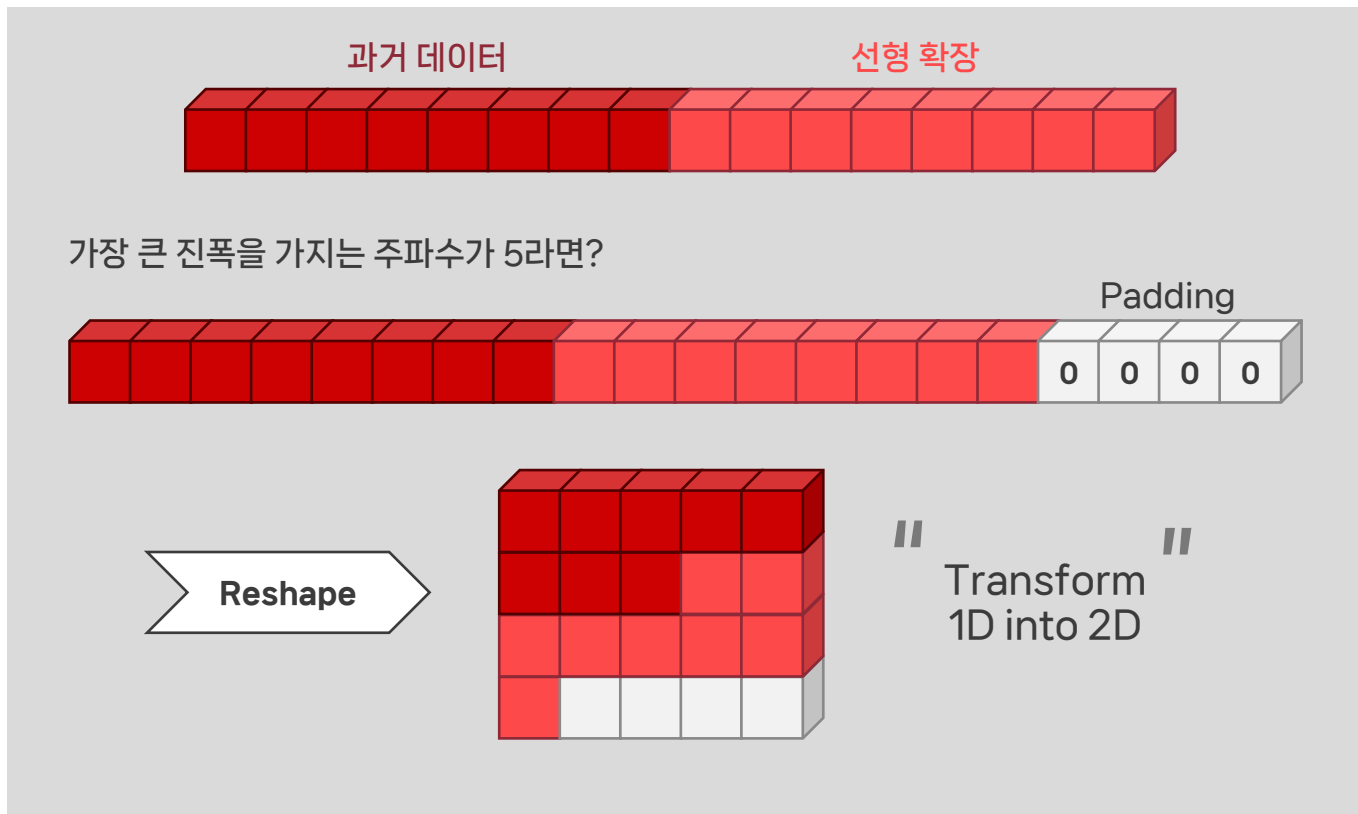 과거 데이터
선형 확장
가장 큰 진폭을 가지는 주파수가 5라면?
Padding
0 0 0 0
Reshape
"Transform
1D into 2D"